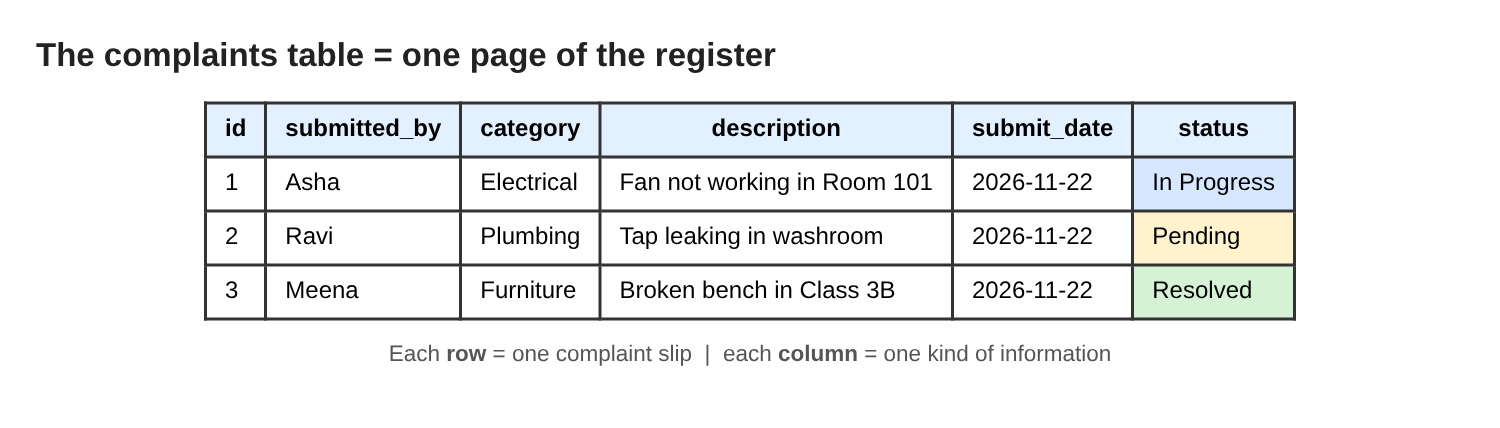 The complaints table = one page of the register
id submitted_by category description submit_date status
1 Asha Electrical Fan not working in Room 101 2026-11-22 In Progress
2 Ravi Plumbing Tap leaking in washroom 2026-11-22 Pending
3 Meena Furniture Broken bench in Class 3B 2026-11-22 Resolved
Each row = one complaint slip | each column = one kind of information